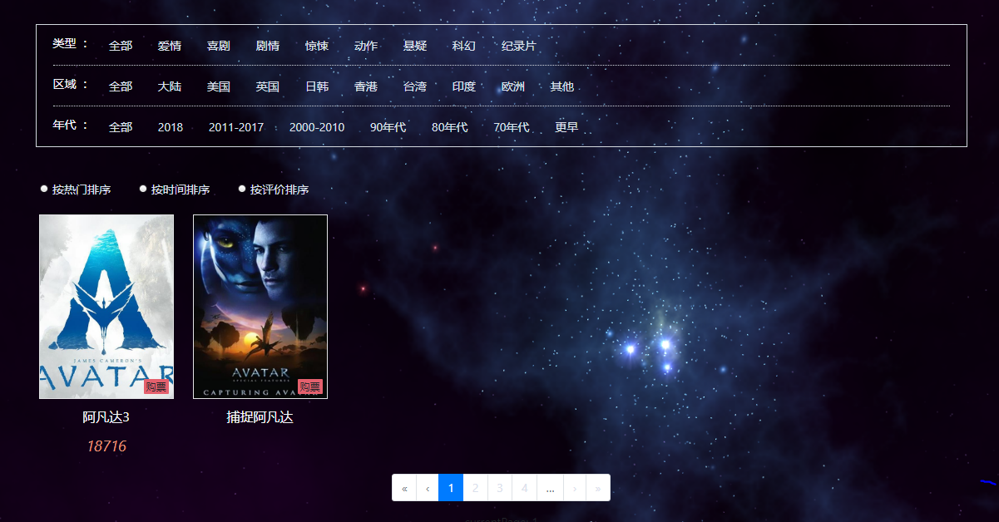 类型 ： 全部 爱情 喜剧 剧情 惊悚 动作 悬疑 科幻 纪录片
区域 ： 全部 大陆 美国 英国 日韩 香港 台湾 印度 欧洲 其他
年代 ： 全部 2018 2011-2017 2000-2010 90年代 80年代 70年代 更早
按热门排序 按时间排序 按评价排序
JAMES CAMERON'S
AVATAR
购票
AVATAR
SPECIAL FEATURES
CAPTURING AVA
购票
阿凡达3 捕捉阿凡达
18716
« ‹ 1 2 3 4 ... › »
currentPage: 1